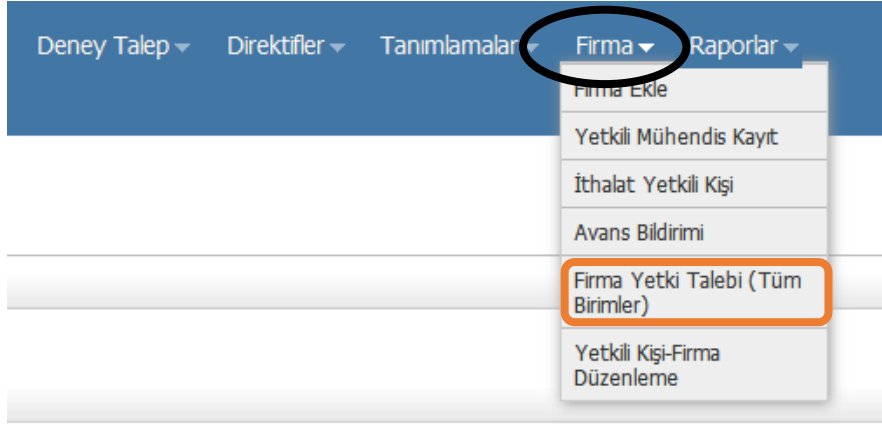 Deney Talep Direktifler Tanımlamalar Firma Raporlar
Firma Ekle
Yetkili Mühendis Kayıt
İthalat Yetkili Kişi
Avans Bildirimi
Firma Yetki Talebi (Tüm
Birimler)
Yetkili Kişi-Firma
Düzenleme